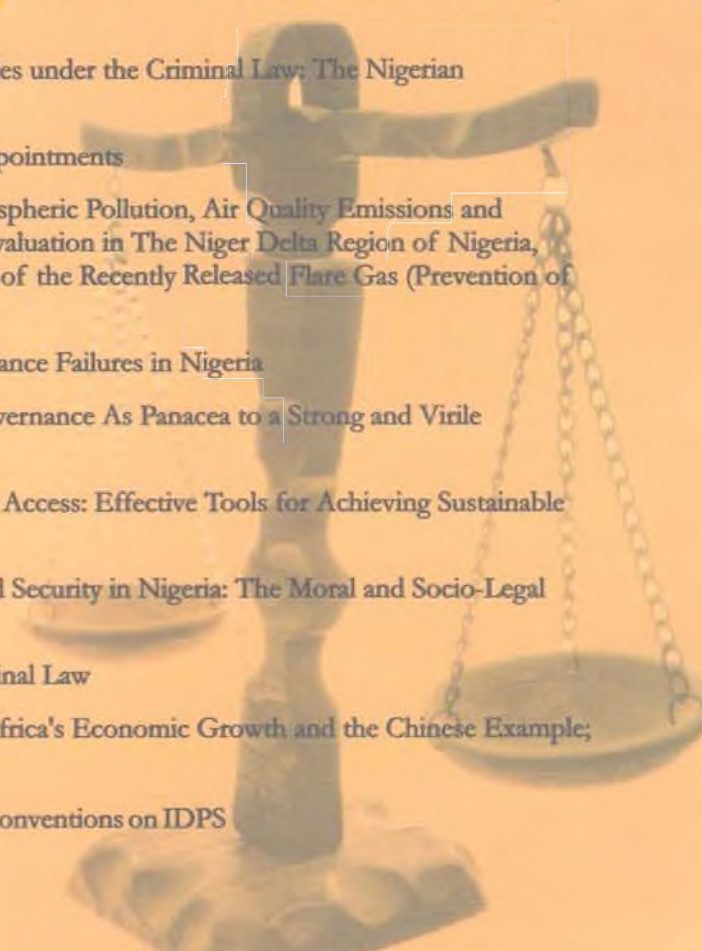 es under the Criminal Law: The Nigerian
pointments
spheric Pollution, Air Quality Emissions and
valuation in The Niger Delta Region of Nigeria,
of the Recently Released Flare Gas (Prevention of
ance Failures in Nigeria
vernance As Panacea to a Strong and Virile
Access: Effective Tools for Achieving Sustainable
l Security in Nigeria: The Moral and Socio-Legal
inal Law
frica's Economic Growth and the Chinese Example;
onventions on IDPS